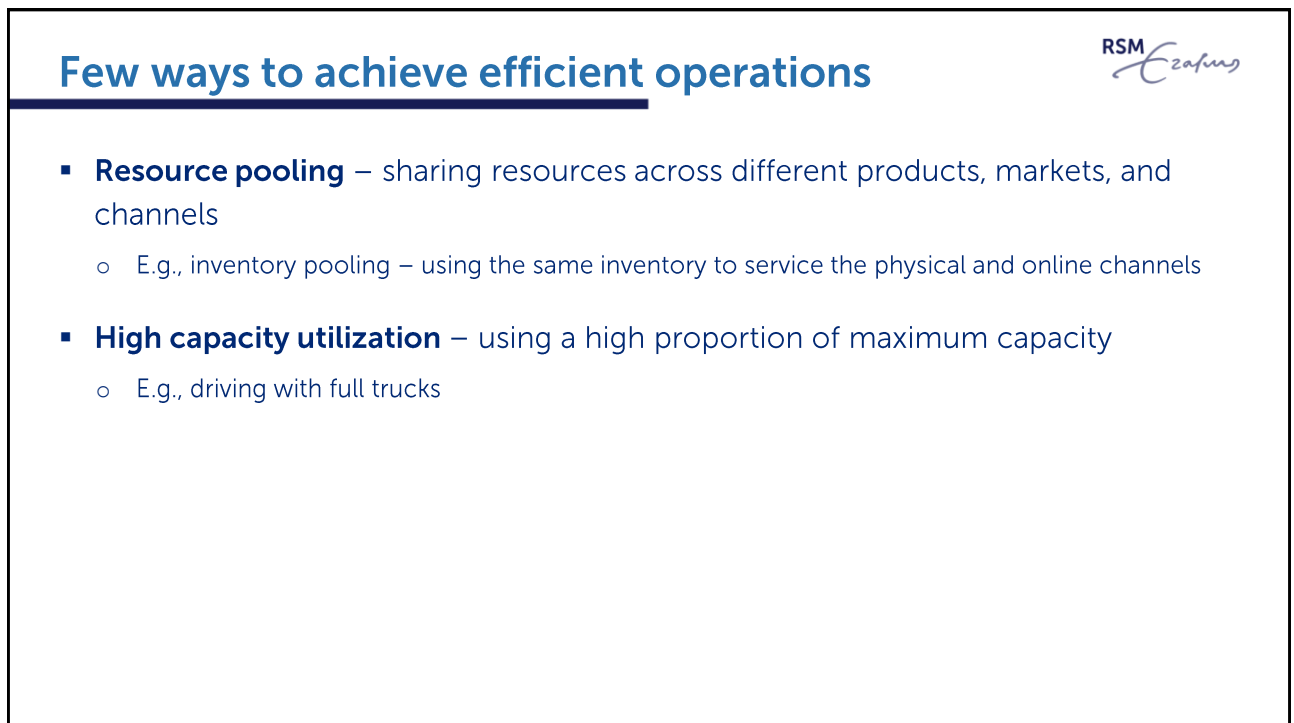 Few ways to achieve efficient operations
RSM
Erasmus
▪ Resource pooling – sharing resources across different products, markets, and
channels
o E.g., inventory pooling – using the same inventory to service the physical and online channels
▪ High capacity utilization – using a high proportion of maximum capacity
o E.g., driving with full trucks